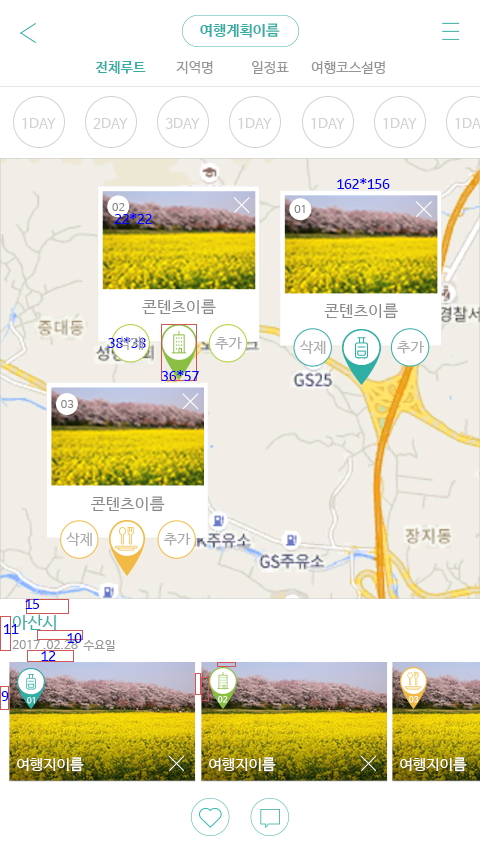 여행계획이름
전체루트 지역명 일정표 여행코스설명
1DAY 2DAY 3DAY 1DAY 1DAY 1DAY 1DA
162*156
02
22*22
01
콘텐츠이름
콘텐츠이름
중대동
경찰서
38*38
추가
삭제
추가
GS25
36*57
03
콘텐츠이름
삭제
추가
K주유소
장지동
GS주유소
15
아산시
11
10
2017 .02.28 수요일
12
9
01
02
03
여행지이름 여행지이름 여행지이름